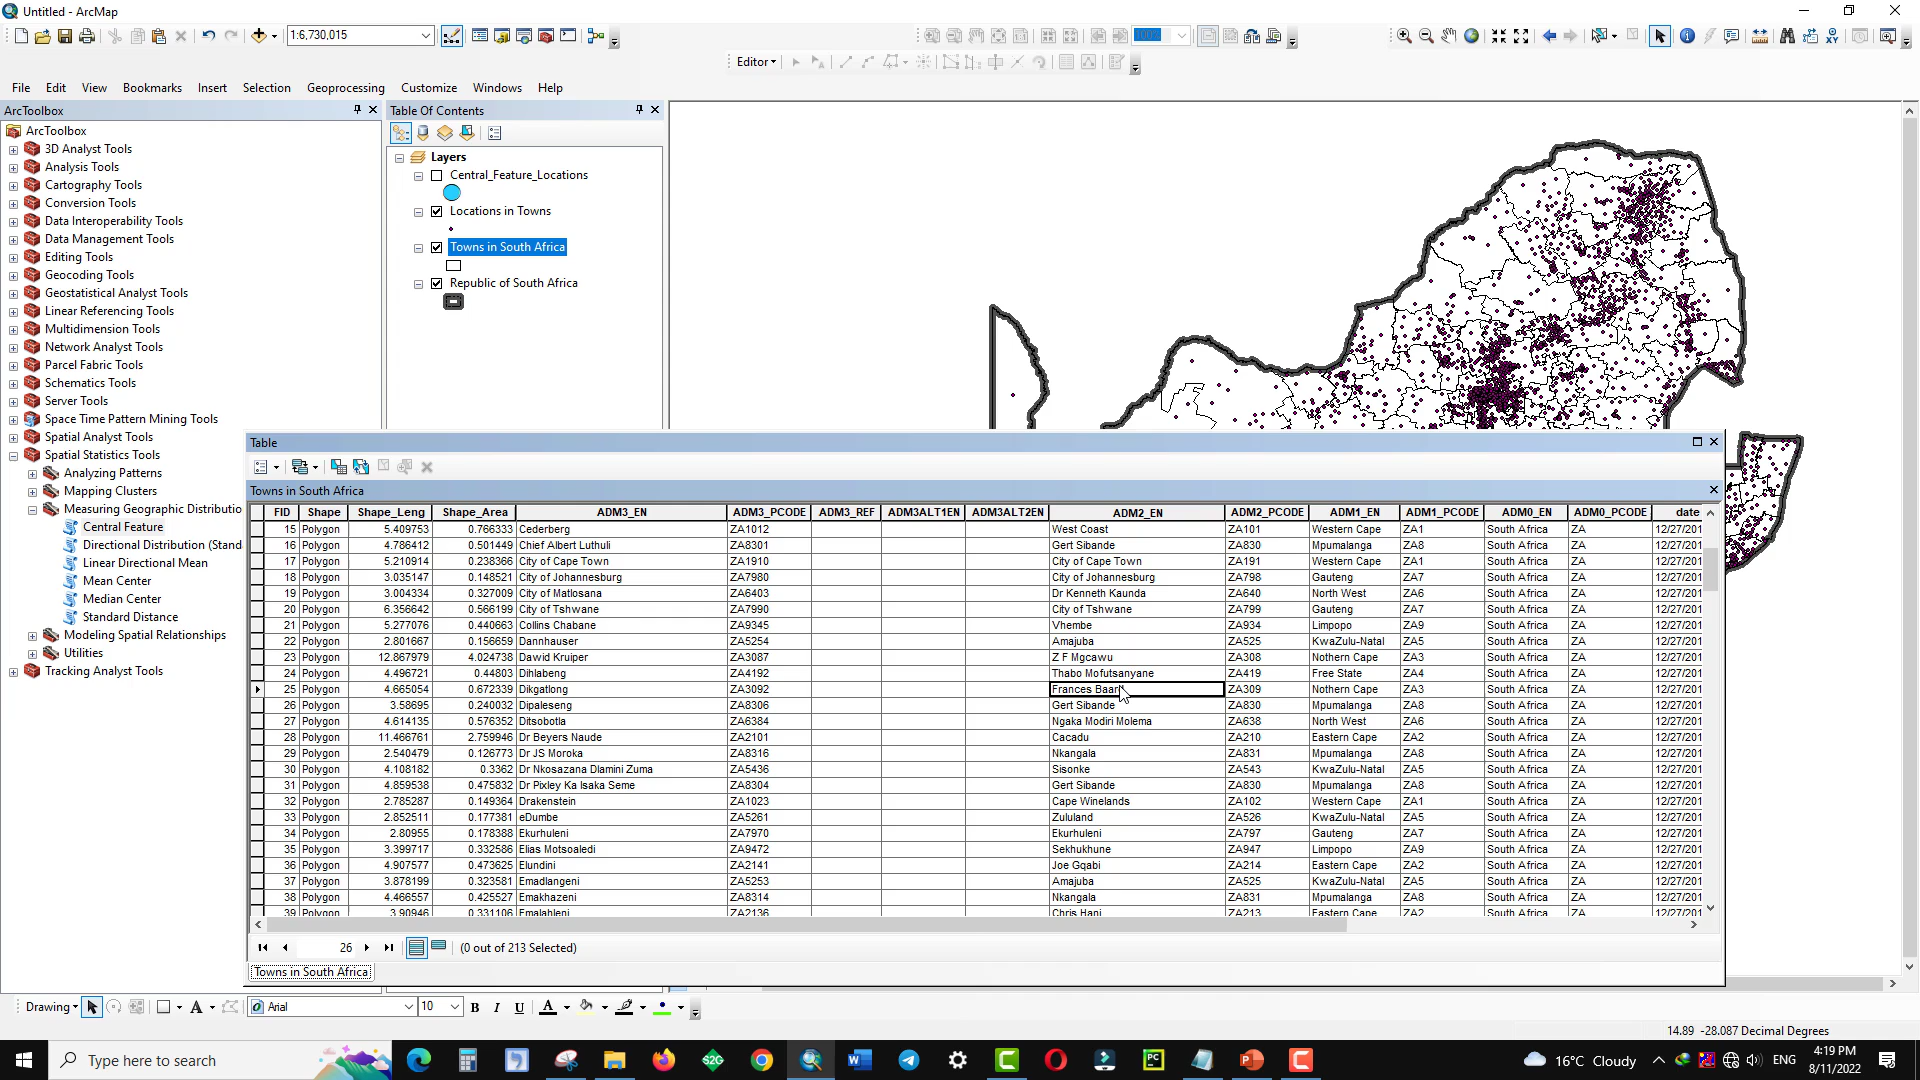 Untitled - ArcMap
1:6,730,015
100%
Editor
File Edit View Bookmarks Insert Selection Geoprocessing Customize Windows Help
ArcToolbox
ArcToolbox
3D Analyst Tools
Analysis Tools
Cartography Tools
Conversion Tools
Data Interoperability Tools
Data Management Tools
Editing Tools
Geocoding Tools
Geostatistical Analyst Tools
Linear Referencing Tools
Multidimension Tools
Network Analyst Tools
Parcel Fabric Tools
Schematics Tools
Server Tools
Space Time Pattern Mining Tools
Spatial Analyst Tools
Spatial Statistics Tools
Analyzing Patterns
Mapping Clusters
Measuring Geographic Distributio
Central Feature
Directional Distribution (Stand
Linear Directional Mean
Mean Center
Median Center
Standard Distance
Modeling Spatial Relationships
Utilities
Tracking Analyst Tools
Table Of Contents
Layers
Central_Feature_Locations
Locations in Towns
Towns in South Africa
Republic of South Africa
Table
Towns in South Africa
FID Shape Shape_Leng Shape_Area ADM3_EN ADM3_PCODE ADM3_REF ADM3ALT1EN ADM3ALT2EN ADM2_EN ADM2_PCODE ADM1_EN ADM1_PCODE ADM0_EN ADM0_PCODE date
15 Polygon 5.409753 0.766333 Cederberg ZA1012 West Coast ZA101 Western Cape ZA1 South Africa ZA 12/27/201
16 Polygon 4.786412 0.501449 Chief Albert Luthuli ZA8301 Gert Sibande ZA830 Mpumalanga ZA8 South Africa ZA 12/27/201
17 Polygon 5.210914 0.238366 City of Cape Town ZA1910 City of Cape Town ZA191 Western Cape ZA1 South Africa ZA 12/27/201
18 Polygon 3.035147 0.148521 City of Johannesburg ZA7980 City of Johannesburg ZA798 Gauteng ZA7 South Africa ZA 12/27/201
19 Polygon 3.004334 0.327009 City of Matlosana ZA6403 Dr Kenneth Kaunda ZA640 North West ZA6 South Africa ZA 12/27/201
20 Polygon 6.356642 0.566199 City of Tshwane ZA7990 City of Tshwane ZA799 Gauteng ZA7 South Africa ZA 12/27/201
21 Polygon 5.277076 0.440663 Collins Chabane ZA9345 Vhembe ZA934 Limpopo ZA9 South Africa ZA 12/27/201
22 Polygon 2.801667 0.156659 Dannhauser ZA5254 Amajuba ZA525 KwaZulu-Natal ZA5 South Africa ZA 12/27/201
23 Polygon 12.867979 4.024738 Dawid Kruiper ZA3087 Z F Mgcawu ZA308 Nothern Cape ZA3 South Africa ZA 12/27/201
24 Polygon 4.496721 0.44803 Dihlabeng ZA4192 Thabo Mofutsanyane ZA419 Free State ZA4 South Africa ZA 12/27/201
25 Polygon 4.665054 0.672339 Dikgatlong ZA3092 Frances Baard ZA309 Nothern Cape ZA3 South Africa ZA 12/27/201
26 Polygon 3.58695 0.240032 Dipaleseng ZA8306 Gert Sibande ZA830 Mpumalanga ZA8 South Africa ZA 12/27/201
27 Polygon 4.614135 0.576352 Ditsobotla ZA6384 Ngaka Modiri Molema ZA638 North West ZA6 South Africa ZA 12/27/201
28 Polygon 11.466761 2.759946 Dr Beyers Naude ZA2101 Cacadu ZA210 Eastern Cape ZA2 South Africa ZA 12/27/201
29 Polygon 2.540479 0.126773 Dr JS Moroka ZA8316 Nkangala ZA831 Mpumalanga ZA8 South Africa ZA 12/27/201
30 Polygon 4.108182 0.3362 Dr Nkosazana Dlamini Zuma ZA5436 Sisonke ZA543 KwaZulu-Natal ZA5 South Africa ZA 12/27/201
31 Polygon 4.859538 0.475832 Dr Pixley Ka Isaka Seme ZA8304 Gert Sibande ZA830 Mpumalanga ZA8 South Africa ZA 12/27/201
32 Polygon 2.785287 0.149364 Drakenstein ZA1023 Cape Winelands ZA102 Western Cape ZA1 South Africa ZA 12/27/201
33 Polygon 2.852511 0.177381 eDumbe ZA5261 Zululand ZA526 KwaZulu-Natal ZA5 South Africa ZA 12/27/201
34 Polygon 2.80955 0.178388 Ekurhuleni ZA7970 Ekurhuleni ZA797 Gauteng ZA7 South Africa ZA 12/27/201
35 Polygon 3.399717 0.332586 Elias Motsoaledi ZA9472 Sekhukhune ZA947 Limpopo ZA9 South Africa ZA 12/27/201
36 Polygon 4.907577 0.473625 Elundini ZA2141 Joe Gqabi ZA214 Eastern Cape ZA2 South Africa ZA 12/27/201
37 Polygon 3.878199 0.323581 Emadlangeni ZA5253 Amajuba ZA525 KwaZulu-Natal ZA5 South Africa ZA 12/27/201
38 Polygon 4.466557 0.425527 Emakhazeni ZA8314 Nkangala ZA831 Mpumalanga ZA8 South Africa ZA 12/27/201
39 Polygon 3.90946 0.331106 Emalahleni ZA2136 Chris Hani ZA213 Eastern Cape ZA2 South Africa ZA 12/27/201
26 (0 out of 213 Selected)
Towns in South Africa
Drawing A Arial 10 B I U A
14.89 -28.087 Decimal Degrees
Type here to search
S2G
PC
16°C Cloudy
ENG
4:19 PM
8/11/2022